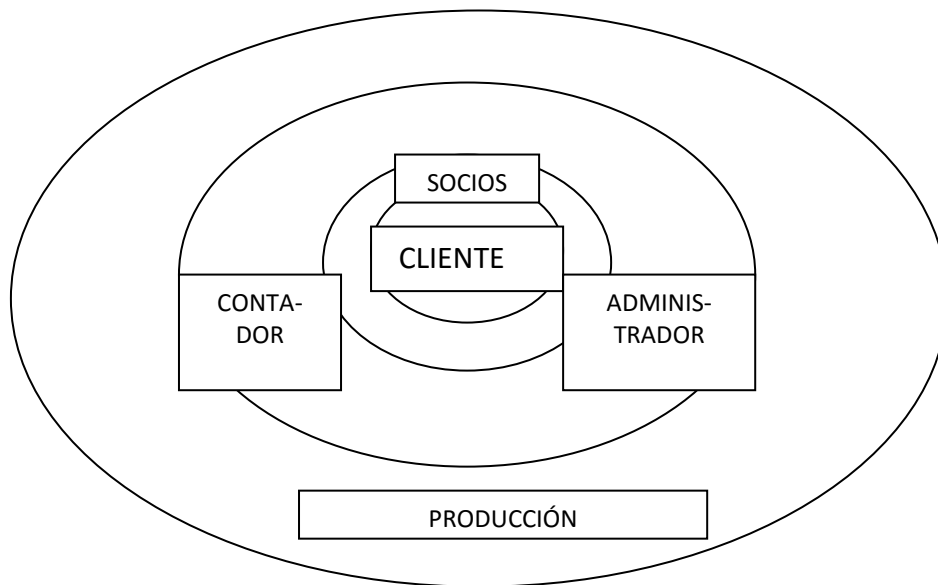 SOCIOS
CLIENTE
CONTA-
DOR
ADMINIS-
TRADOR
PRODUCCIÓN